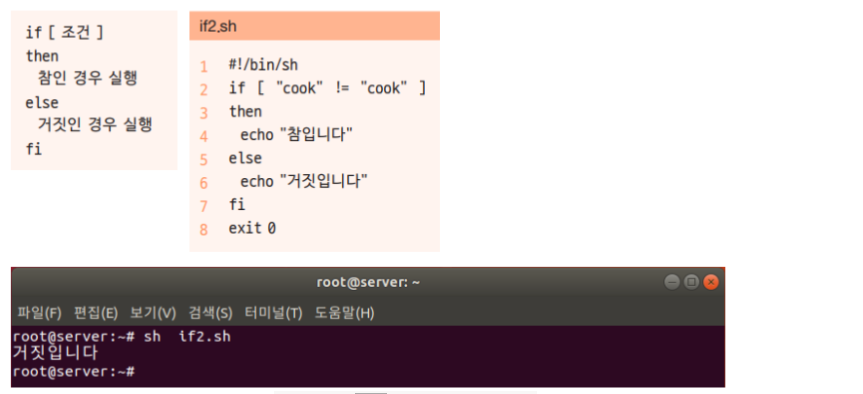 if [ 조건 ]
then
참인 경우 실행
else
거짓인 경우 실행
fi
if2.sh
1 #!/bin/sh
2 if [ "cook" != "cook" ]
3 then
4 echo "참입니다"
5 else
6 echo "거짓입니다"
7 fi
8 exit 0
root@server: ~
파일(F) 편집(E) 보기(V) 검색(S) 터미널(T) 도움말(H)
root@server:~# sh if2.sh
거짓입니다
root@server:~#